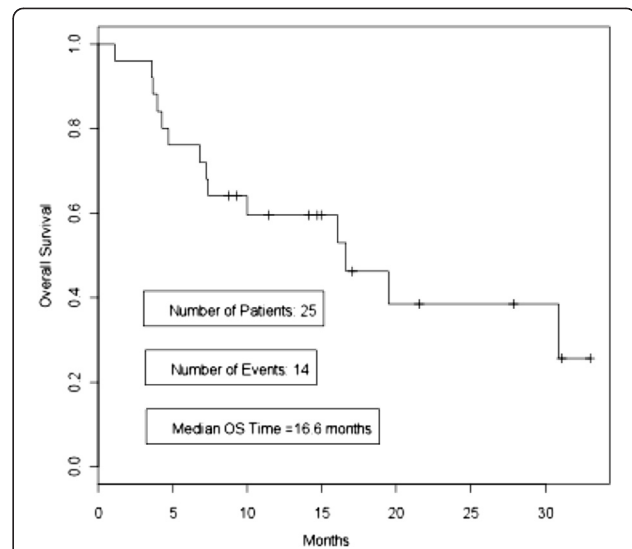 Overall Survival
1.0
0.8
0.6
0.4
0.2
0.0
Number of Patients: 25
Number of Events: 14
Median OS Time =16.6 months
0 5 10 15 20 25 30
Months